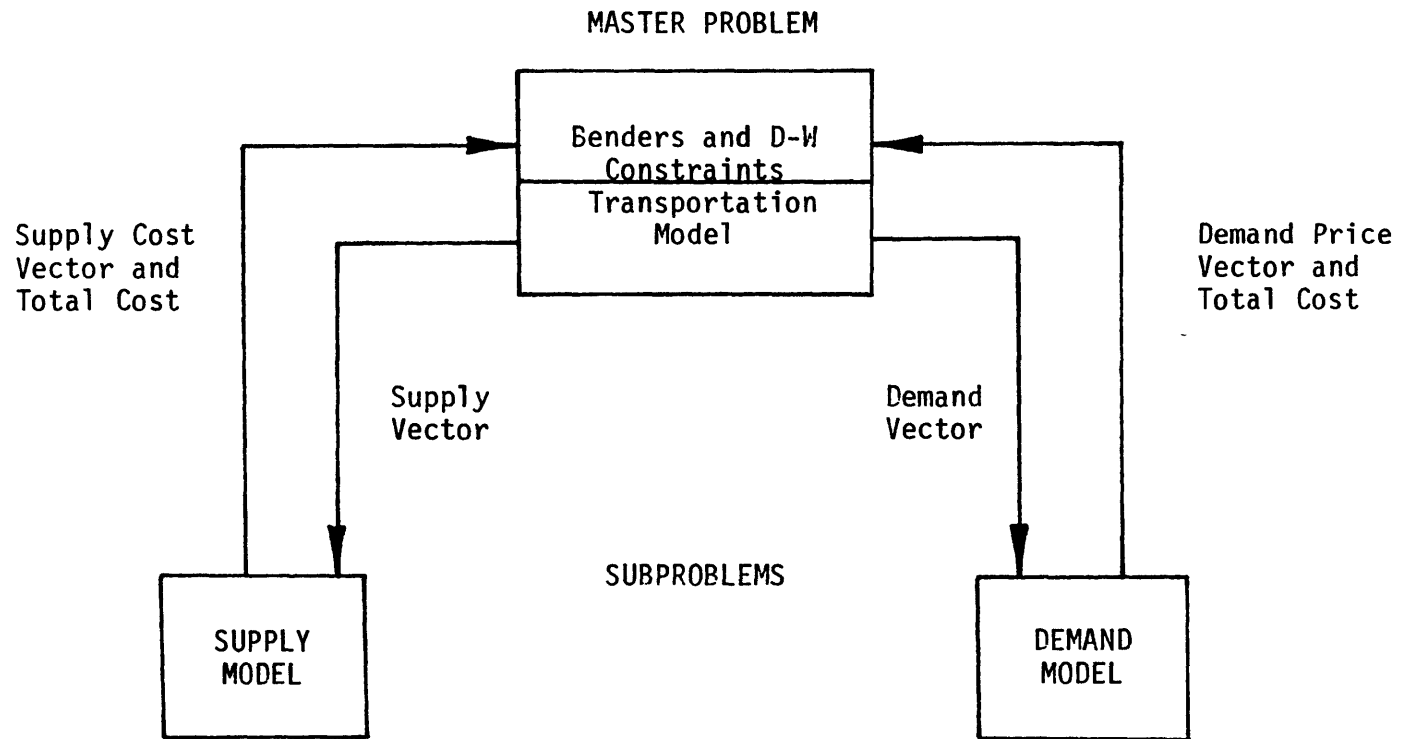 MASTER PROBLEM
Benders and D-W
Constraints
Transportation
Model
Supply Cost
Vector and
Total Cost
Demand Price
Vector and
Total Cost
Supply
Vector
Demand
Vector
SUBPROBLEMS
SUPPLY
MODEL
DEMAND
MODEL